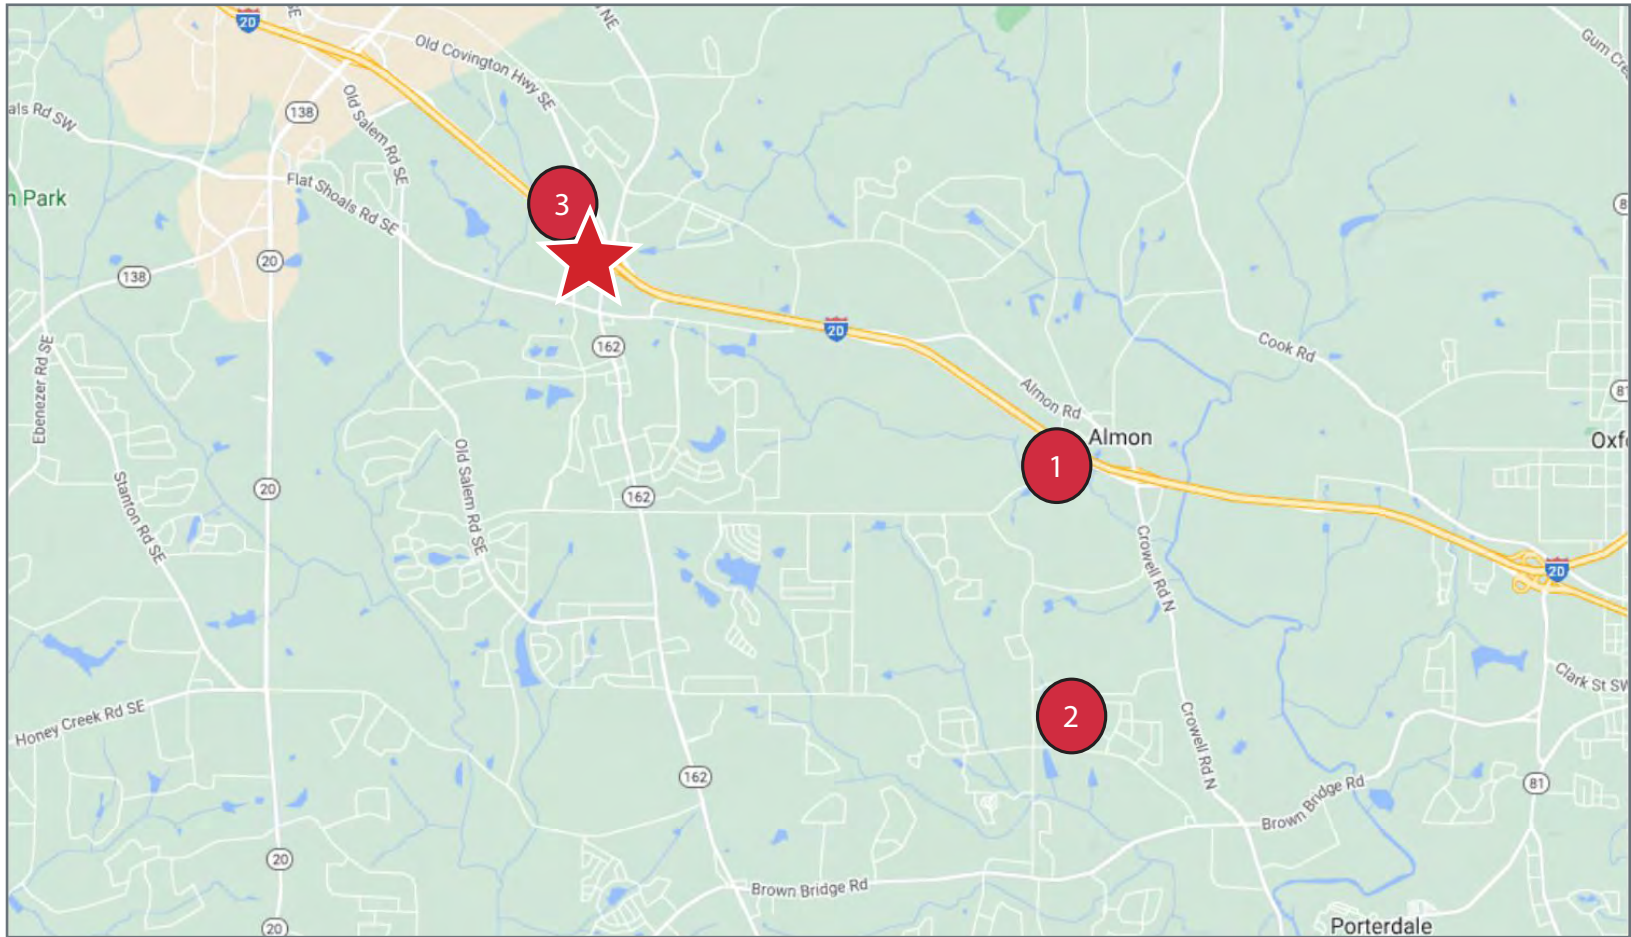 20
SE
NE
Old Covington Hwy SE
Gum Cre
138
Old Salem Rd SE
als Rd SW
Flat Shoals Rd SE
n Park
3
8
20
138
162
20
Cook Rd
Ebenezer Rd SE
Almon Rd
81
Almon
Oxf
1
Old Salem Rd SE
Stanton Rd SE
20
162
Crowell Rd N
20
Clark St SW
Honey Creek Rd SE
2
Crowell Rd N
162
81
Brown Bridge Rd
20
Brown Bridge Rd
20
Porterdale